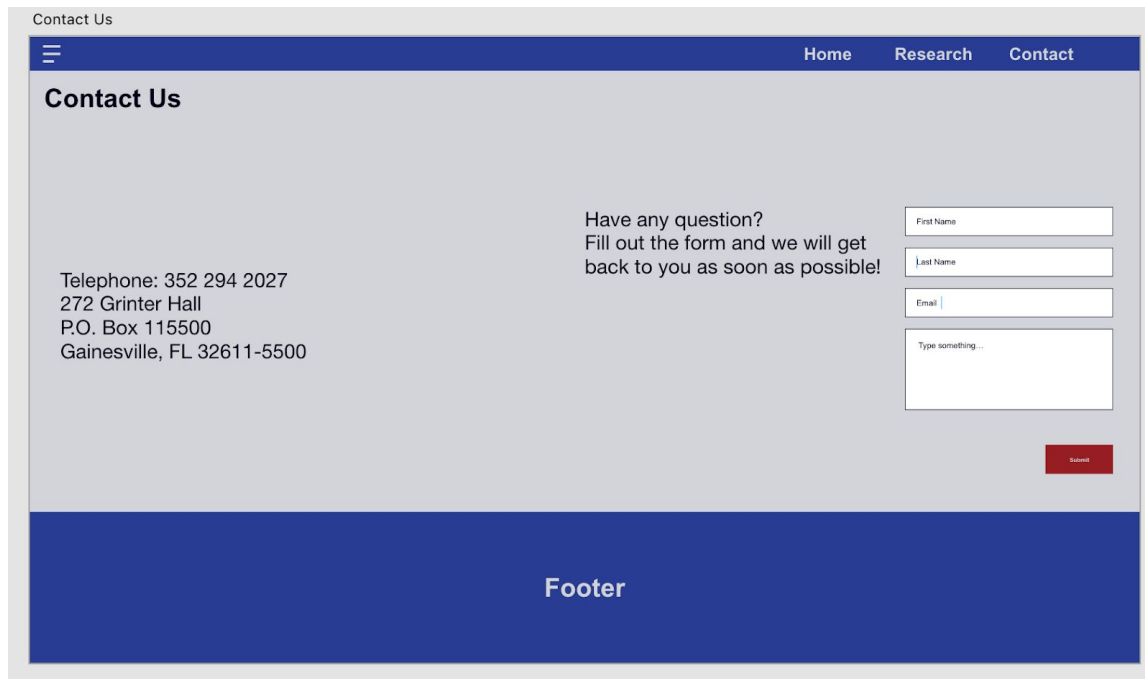 Contact Us
Home Research Contact
Contact Us
Telephone: 352 294 2027
272 Grinter Hall
P.O. Box 115500
Gainesville, FL 32611-5500
Have any question?
Fill out the form and we will get
back to you as soon as possible!
First Name
Last Name
Email
Type something...
Submit
Footer